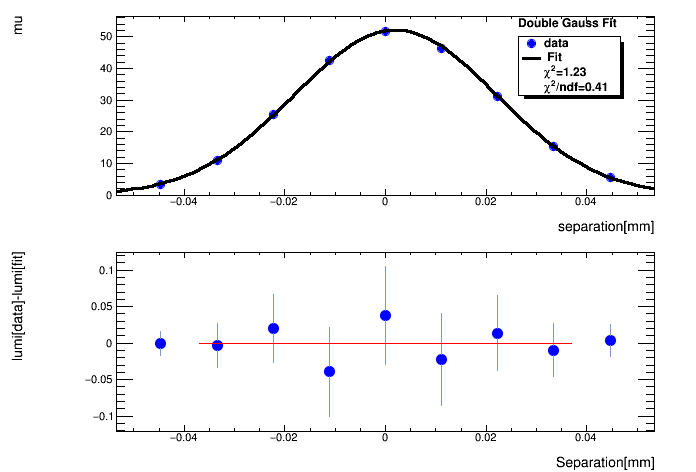 mu
Double Gauss Fit
data
Fit
χ²=1.23
χ²/ndf=0.41
50
40
30
20
10
0
−0.04 −0.02 0 0.02 0.04
separation[mm]
lumi[data]-lumi[fit]
0.1
0.05
0
−0.05
−0.1
−0.04 −0.02 0 0.02 0.04
Separation[mm]